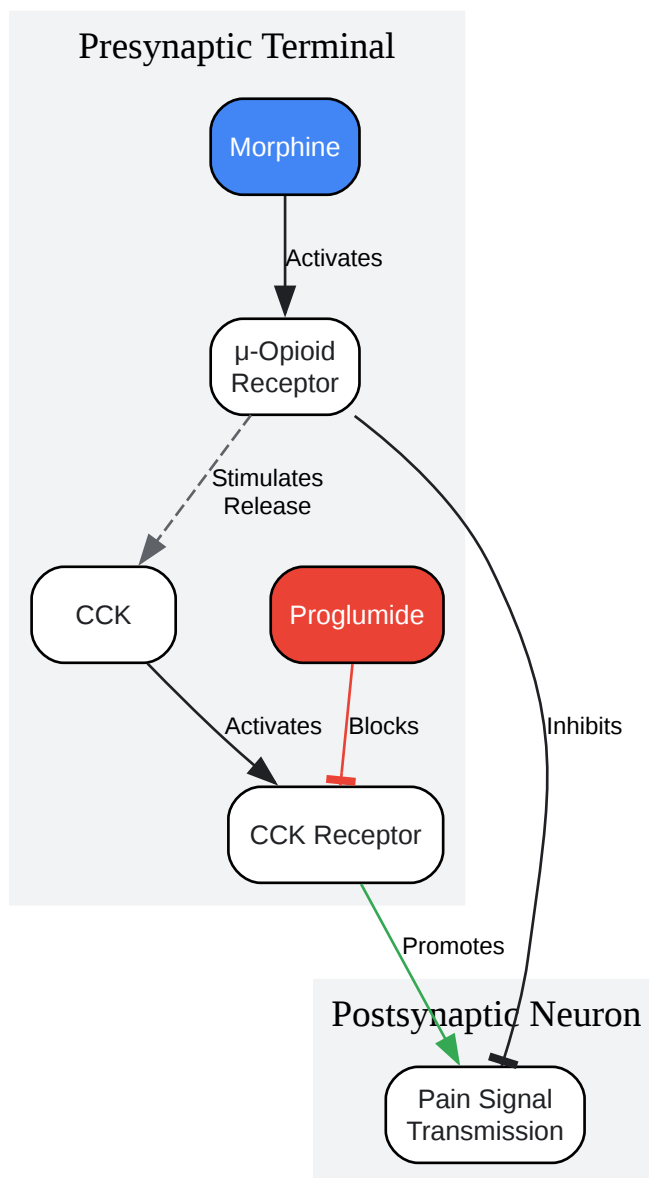 Presynaptic Terminal
Morphine
Activates
μ-Opioid
Receptor
Stimulates
Release
CCK
Proglumide
Activates
Blocks
Inhibits
CCK Receptor
Promotes
Postsynaptic Neuron
Pain Signal
Transmission